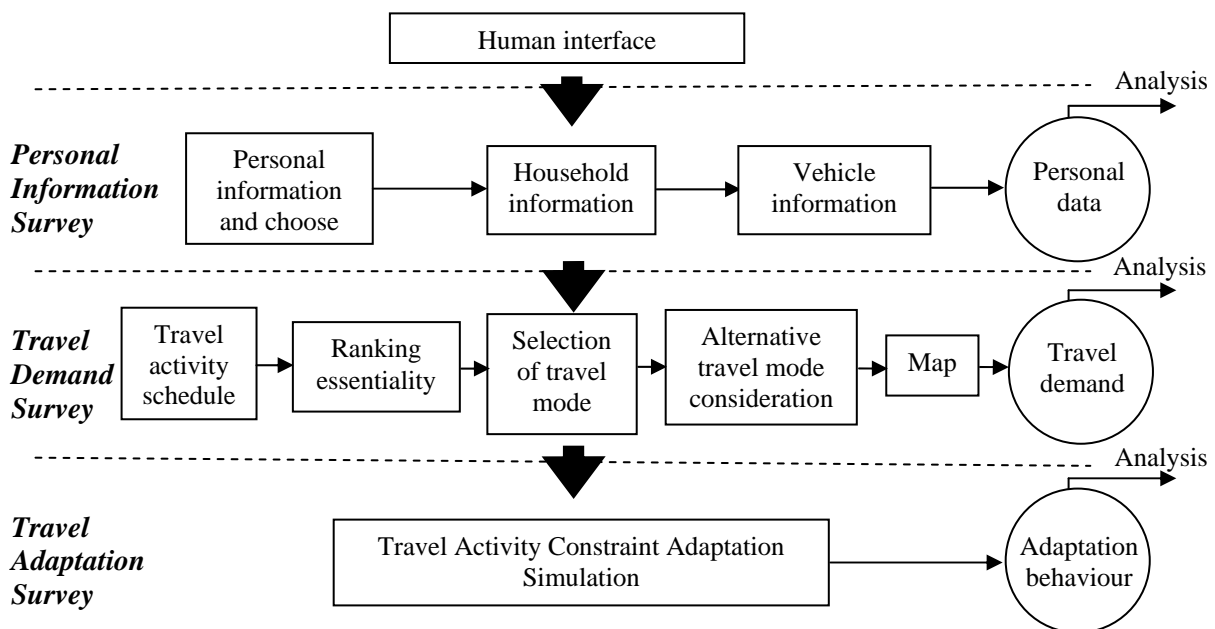 Human interface
Analysis
Personal
Information
Survey
Personal
information
and choose
Household
information
Vehicle
information
Personal
data
Analysis
Travel
Demand
Survey
Travel
activity
schedule
Ranking
essentiality
Selection
of travel
mode
Alternative
travel mode
consideration
Map
Travel
demand
Analysis
Travel
Adaptation
Survey
Travel Activity Constraint Adaptation
Simulation
Adaptation
behaviour